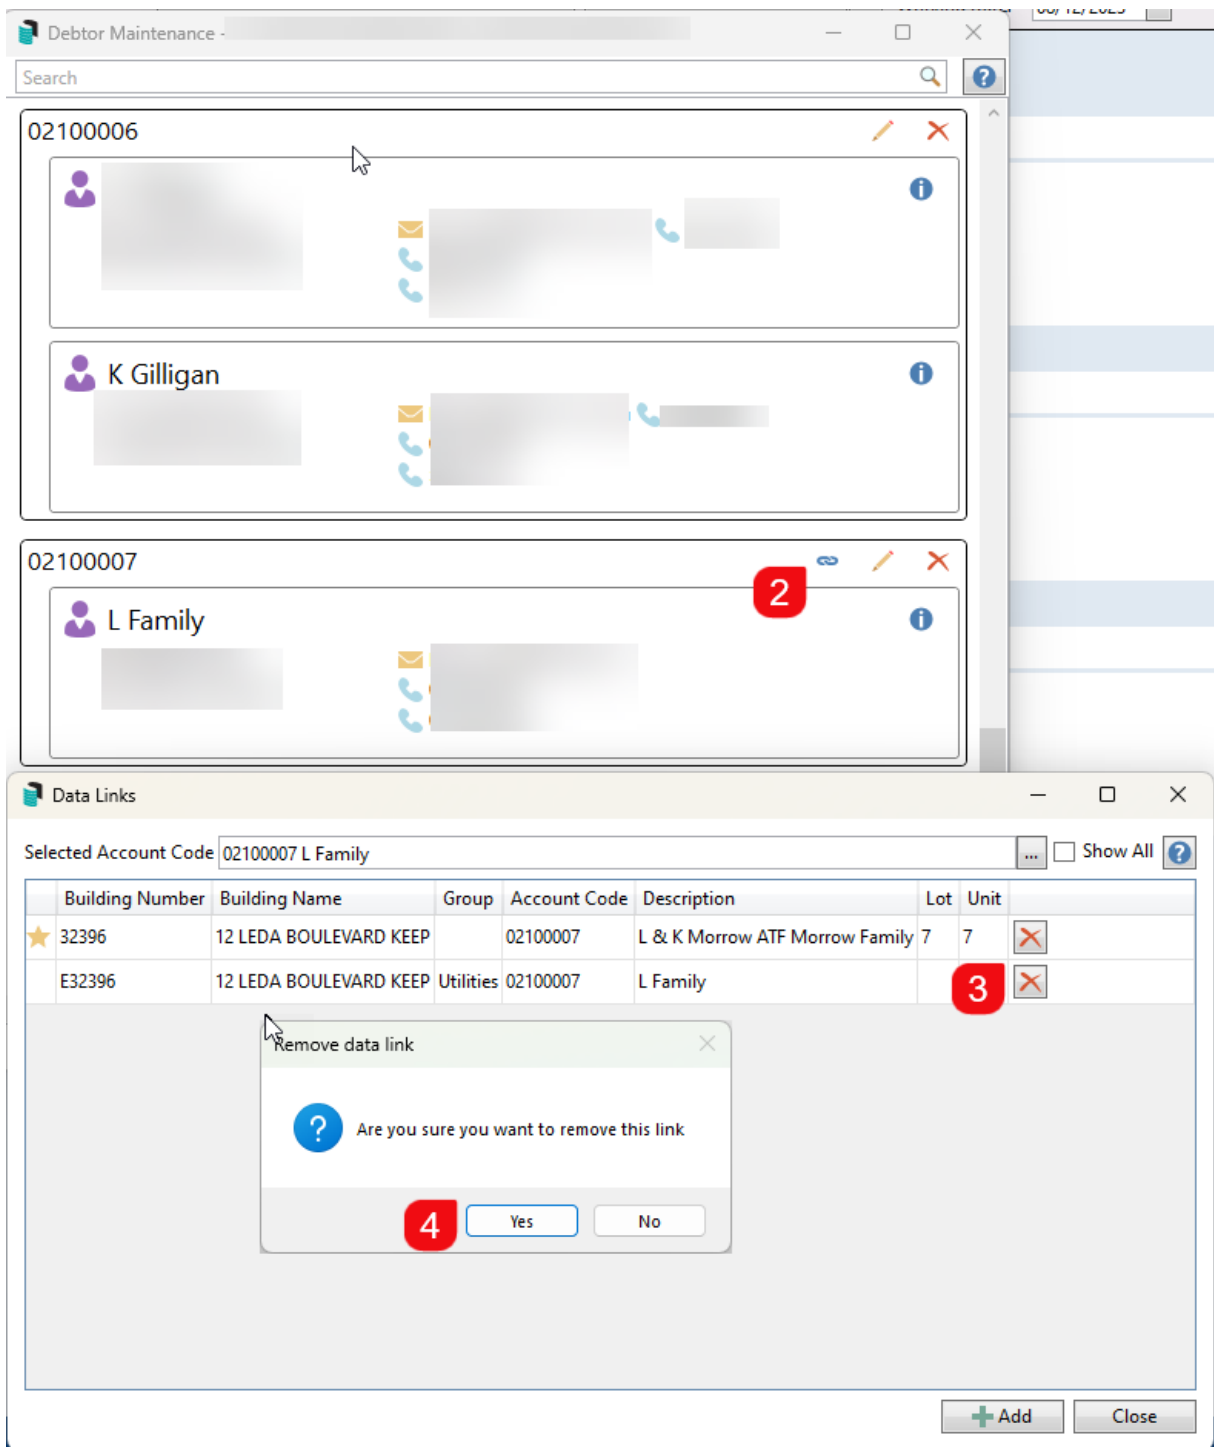 Debtor Maintenance -
Search
02100006
K Gilligan
02100007
2
L Family
Data Links
Selected Account Code 02100007 L Family ... Show All
Building Number Building Name Group Account Code Description Lot Unit
32396 12 LEDA BOULEVARD KEEP 02100007 L & K Morrow ATF Morrow Family 7 7
E32396 12 LEDA BOULEVARD KEEP Utilities 02100007 L Family 3
Remove data link
Are you sure you want to remove this link
4 Yes No
Add Close